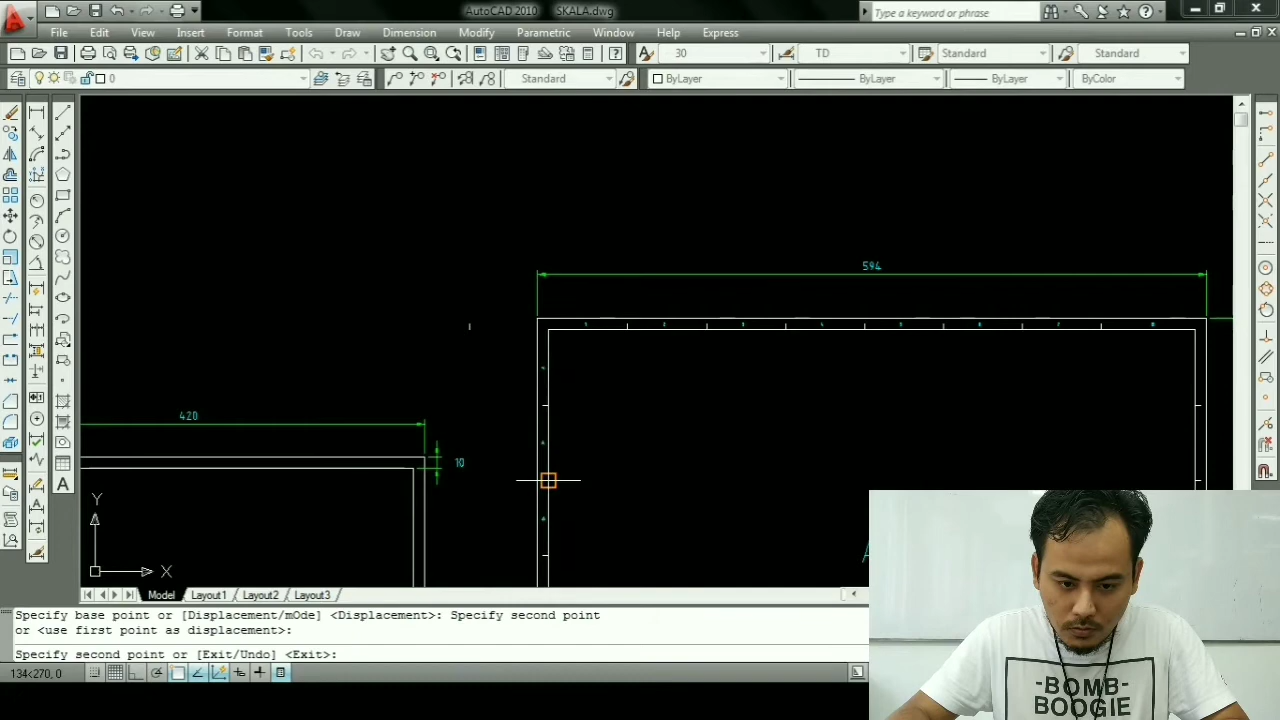 AutoCAD 2010 SKALA.dwg
Type a keyword or phrase
File Edit View Insert Format Tools Draw Dimension Modify Parametric Window Help Express
30 TD Standard Standard
0 Standard ByLayer ByLayer ByLayer ByColor
594
420
10
Y
X
Model Layout1 Layout2 Layout3
Specify base point or [Displacement/mOde] <Displacement>: Specify second point
or <use first point as displacement>:
Specify second point or [Exit/Undo] <Exit>:
134<270, 0
-BOMB-
BOOGIE